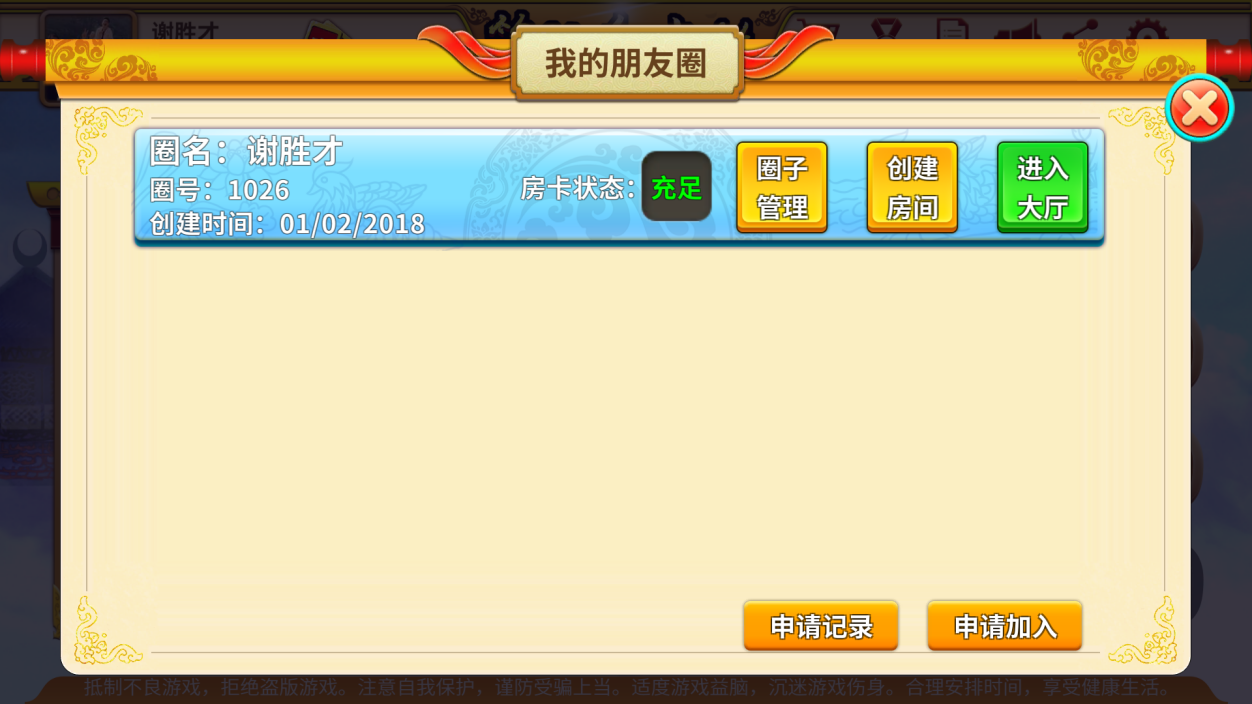 谢胜才
我的朋友圈
圈名：谢胜才
圈号：1026
创建时间：01/02/2018
房卡状态：
充足
圈子
管理
创建
房间
进入
大厅
申请记录
申请加入
抵制不良游戏，拒绝盗版游戏。注意自我保护，谨防受骗上当。适度游戏益脑，沉迷游戏伤身。合理安排时间，享受健康生活。